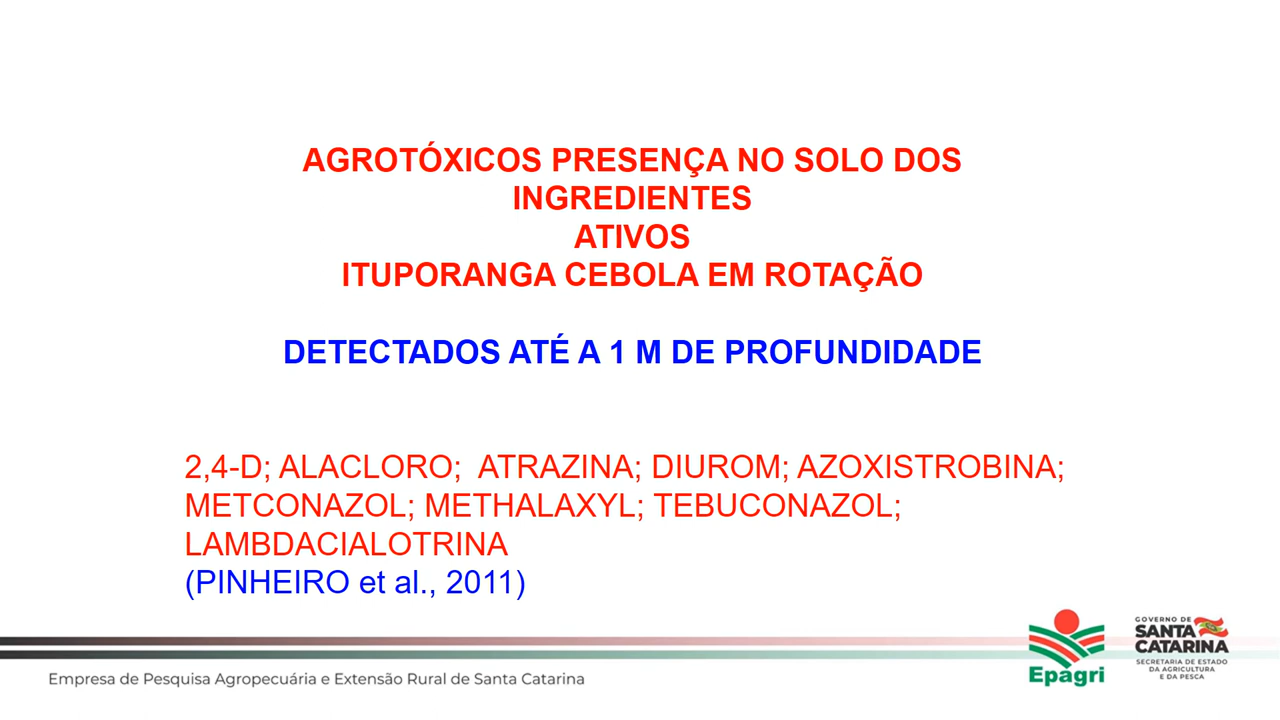 AGROTÓXICOS PRESENÇA NO SOLO DOS
INGREDIENTES
ATIVOS
ITUPORANGA CEBOLA EM ROTAÇÃO
DETECTADOS ATÉ A 1 M DE PROFUNDIDADE
2,4-D; ALACLORO; ATRAZINA; DIUROM; AZOXISTROBINA;
METCONAZOL; METHALAXYL; TEBUCONAZOL;
LAMBDACIALOTRINA
(PINHEIRO et al., 2011)
Empresa de Pesquisa Agropecuária e Extensão Rural de Santa Catarina
Epagri
GOVERNO DE
SANTA
CATARINA
SECRETARIA DE ESTADO
DA AGRICULTURA
E DA PESCA